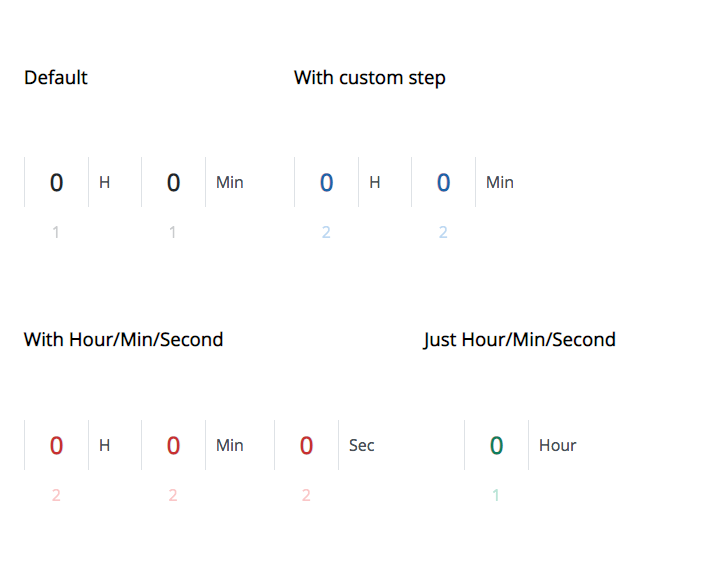 Default
With custom step
0 H 0 Min
0 H 0 Min
1 1
2 2
With Hour/Min/Second
Just Hour/Min/Second
0 H 0 Min 0 Sec
0 Hour
2 2 2
1